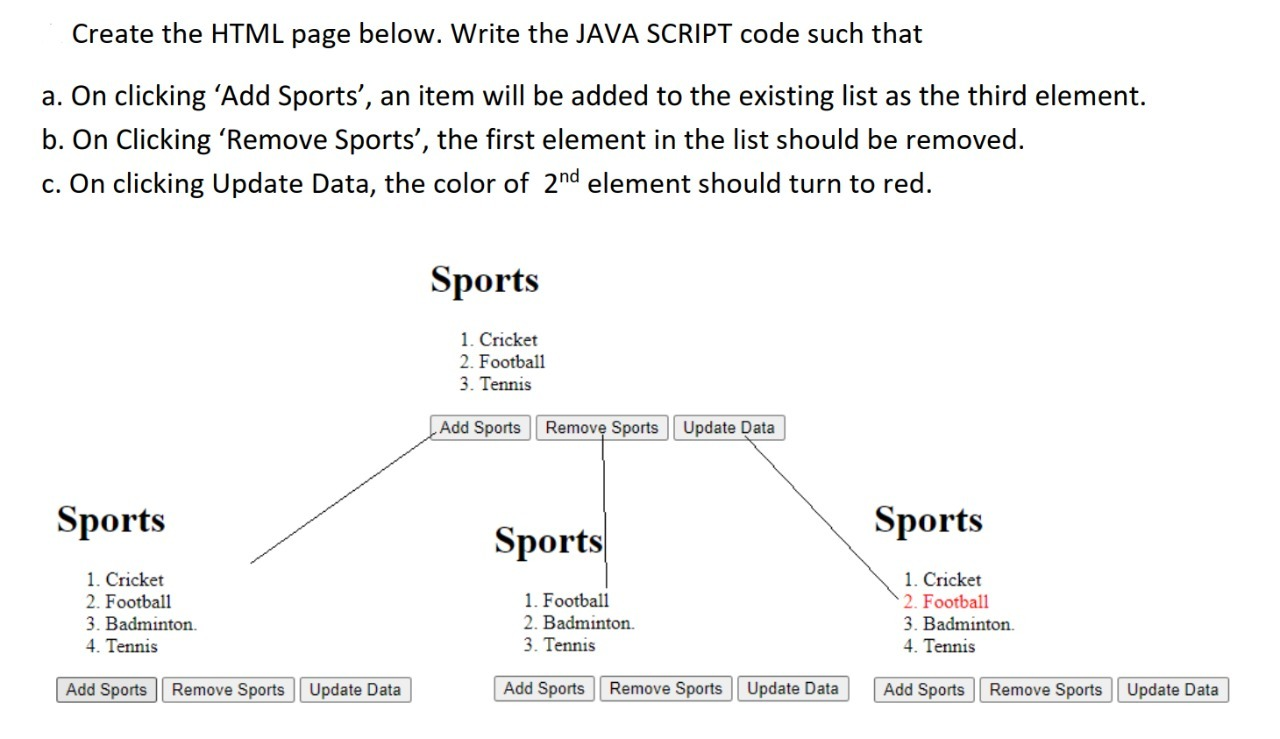 Create the HTML page below. Write the JAVA SCRIPT code such that
a. On clicking ‘Add Sports’, an item will be added to the existing list as the third element.
b. On Clicking ‘Remove Sports’, the first element in the list should be removed.
c. On clicking Update Data, the color of 2nd element should turn to red.
Sports
1. Cricket
2. Football
3. Tennis
Add Sports Remove Sports Update Data
Sports
1. Cricket
2. Football
3. Badminton.
4. Tennis
Add Sports Remove Sports Update Data
Sports
1. Football
2. Badminton.
3. Tennis
Add Sports Remove Sports Update Data
Sports
1. Cricket
2. Football
3. Badminton.
4. Tennis
Add Sports Remove Sports Update Data